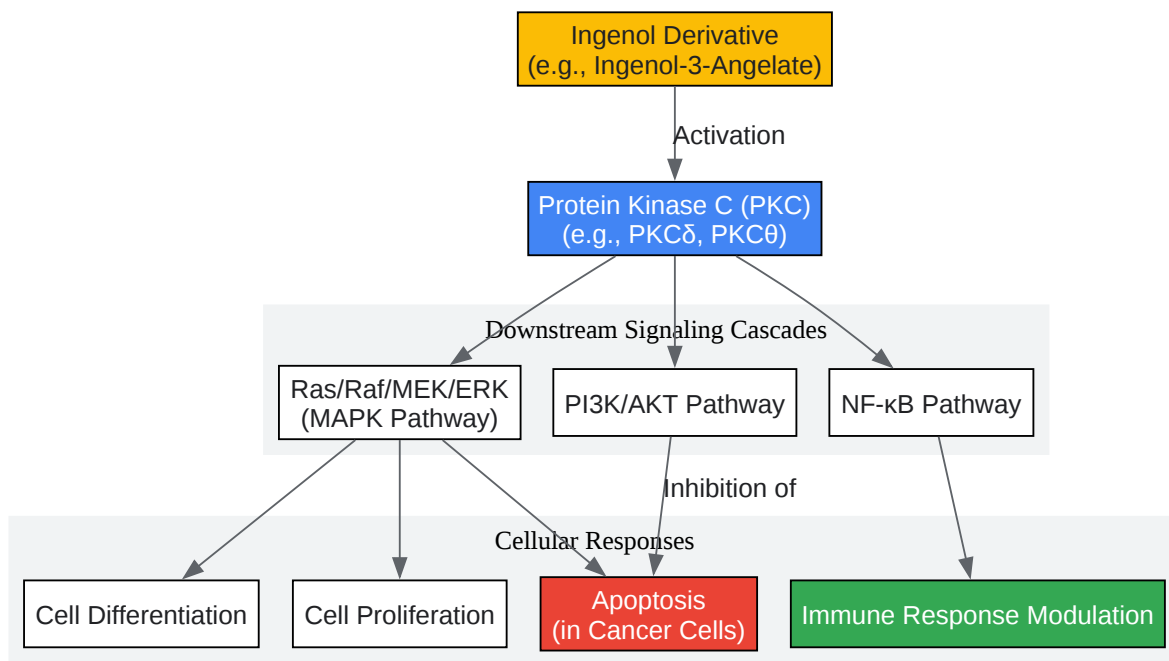 Ingenol Derivative
(e.g., Ingenol-3-Angelate)
Activation
Protein Kinase C (PKC)
(e.g., PKCδ, PKCθ)
Downstream Signaling Cascades
Ras/Raf/MEK/ERK
(MAPK Pathway)
PI3K/AKT Pathway
NF-κB Pathway
Inhibition of
Cellular Responses
Cell Differentiation
Cell Proliferation
Apoptosis
(in Cancer Cells)
Immune Response Modulation